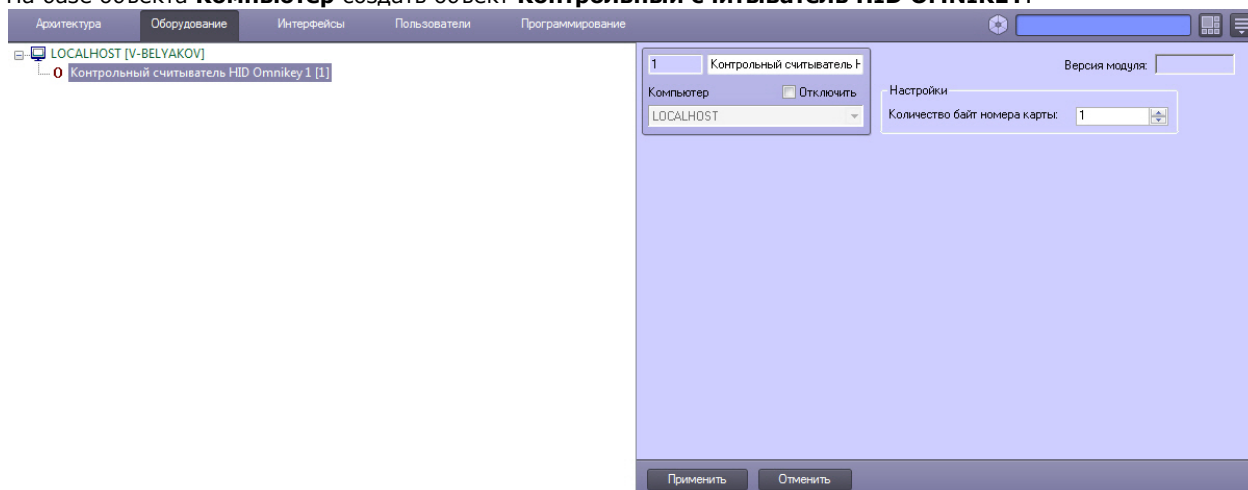 На базе объекта Компьютер создать объект Контрольный считыватель HID OMNIKEY.
Архитектура Оборудование Интерфейсы Пользователи Программирование
LOCALHOST [V-BELYAKOV]
Контрольный считыватель HID Omnikey 1 [1]
1 Контрольный считыватель H
Версия модуля:
Компьютер Отключить
Настройки
LOCALHOST
Количество байт номера карты: 1
Применить Отменить